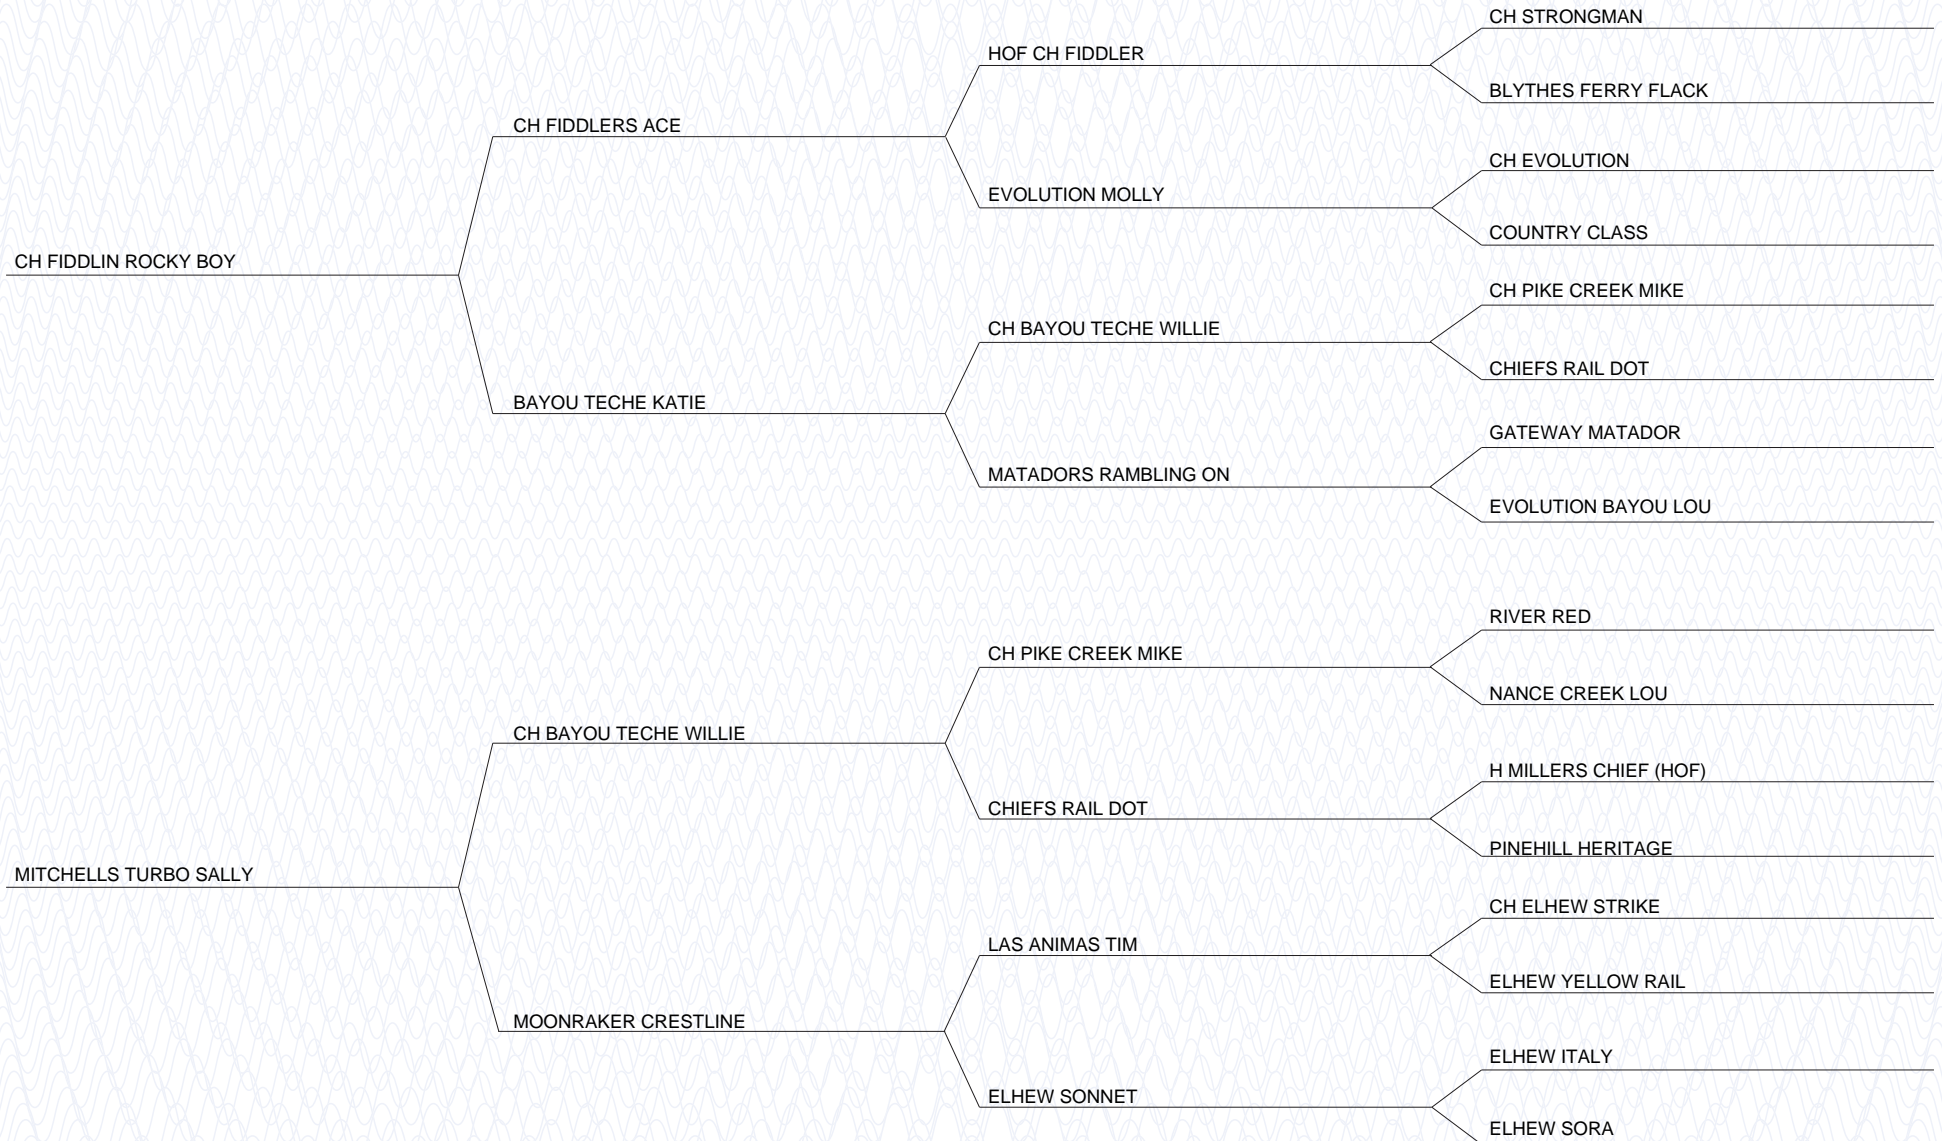 CH STRONGMAN
HOF CH FIDDLER
BLYTHES FERRY FLACK
CH FIDDLERS ACE
CH EVOLUTION
EVOLUTION MOLLY
COUNTRY CLASS
CH FIDDLIN ROCKY BOY
CH PIKE CREEK MIKE
CH BAYOU TECHE WILLIE
CHIEFS RAIL DOT
BAYOU TECHE KATIE
GATEWAY MATADOR
MATADORS RAMBLING ON
EVOLUTION BAYOU LOU
RIVER RED
CH PIKE CREEK MIKE
NANCE CREEK LOU
CH BAYOU TECHE WILLIE
H MILLERS CHIEF (HOF)
CHIEFS RAIL DOT
PINEHILL HERITAGE
MITCHELLS TURBO SALLY
CH ELHEW STRIKE
LAS ANIMAS TIM
ELHEW YELLOW RAIL
MOONRAKER CRESTLINE
ELHEW ITALY
ELHEW SONNET
ELHEW SORA